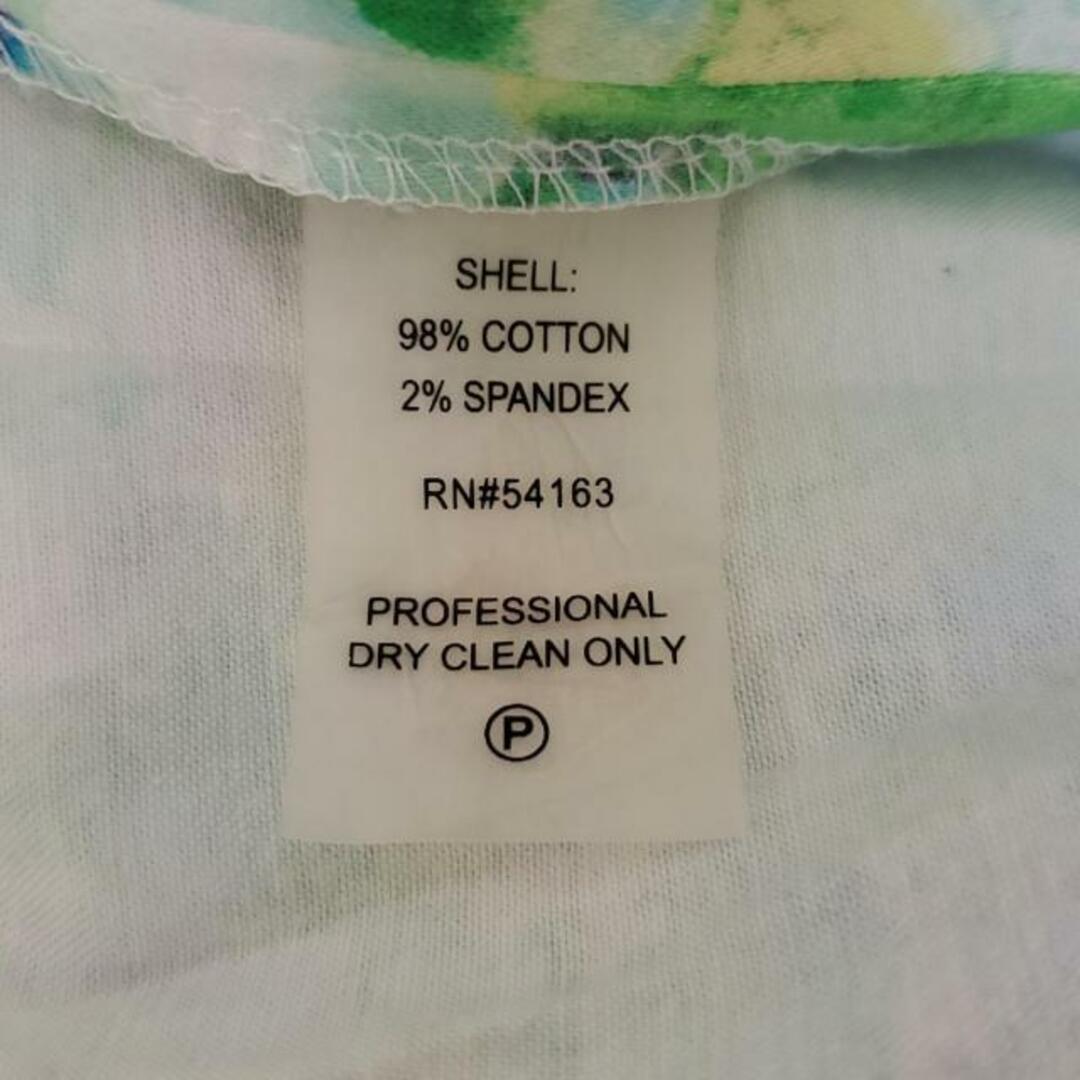 SHELL:
98% COTTON
2% SPANDEX
RN#54163
PROFESSIONAL
DRY CLEAN ONLY
P